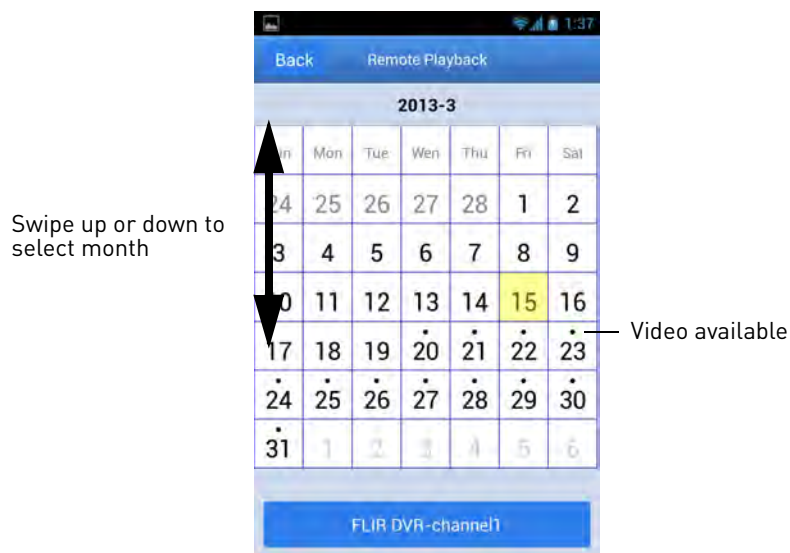 1:37
Back Remote Playback
2013-3
Mon Tue Wen Thu Fri Sat
24 25 26 27 28 1 2
3 4 5 6 7 8 9
11 12 13 14 15 16
17 18 19 20 21 22 23
24 25 26 27 28 29 30
31 1 2 3 4 5 6
FLIR DVR-channel1
Swipe up or down to
select month
Video available